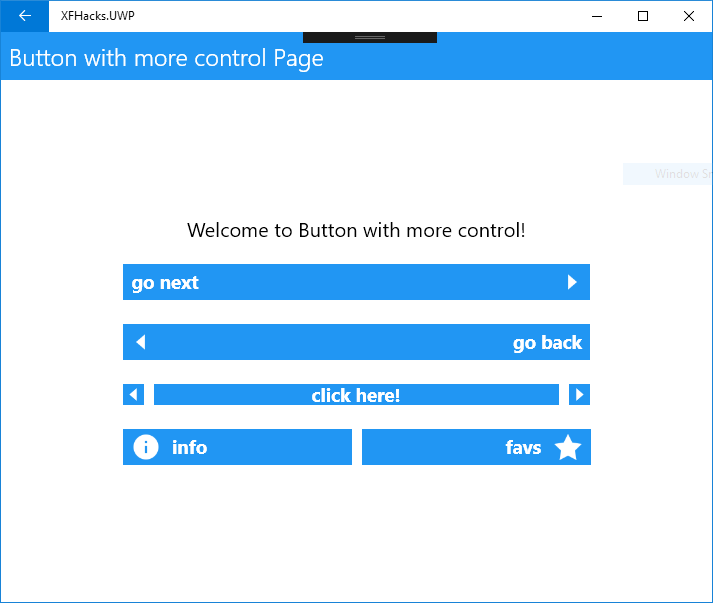 XFHacks.UWP
Button with more control Page
Window Sn
Welcome to Button with more control!
go next
go back
click here!
info
favs